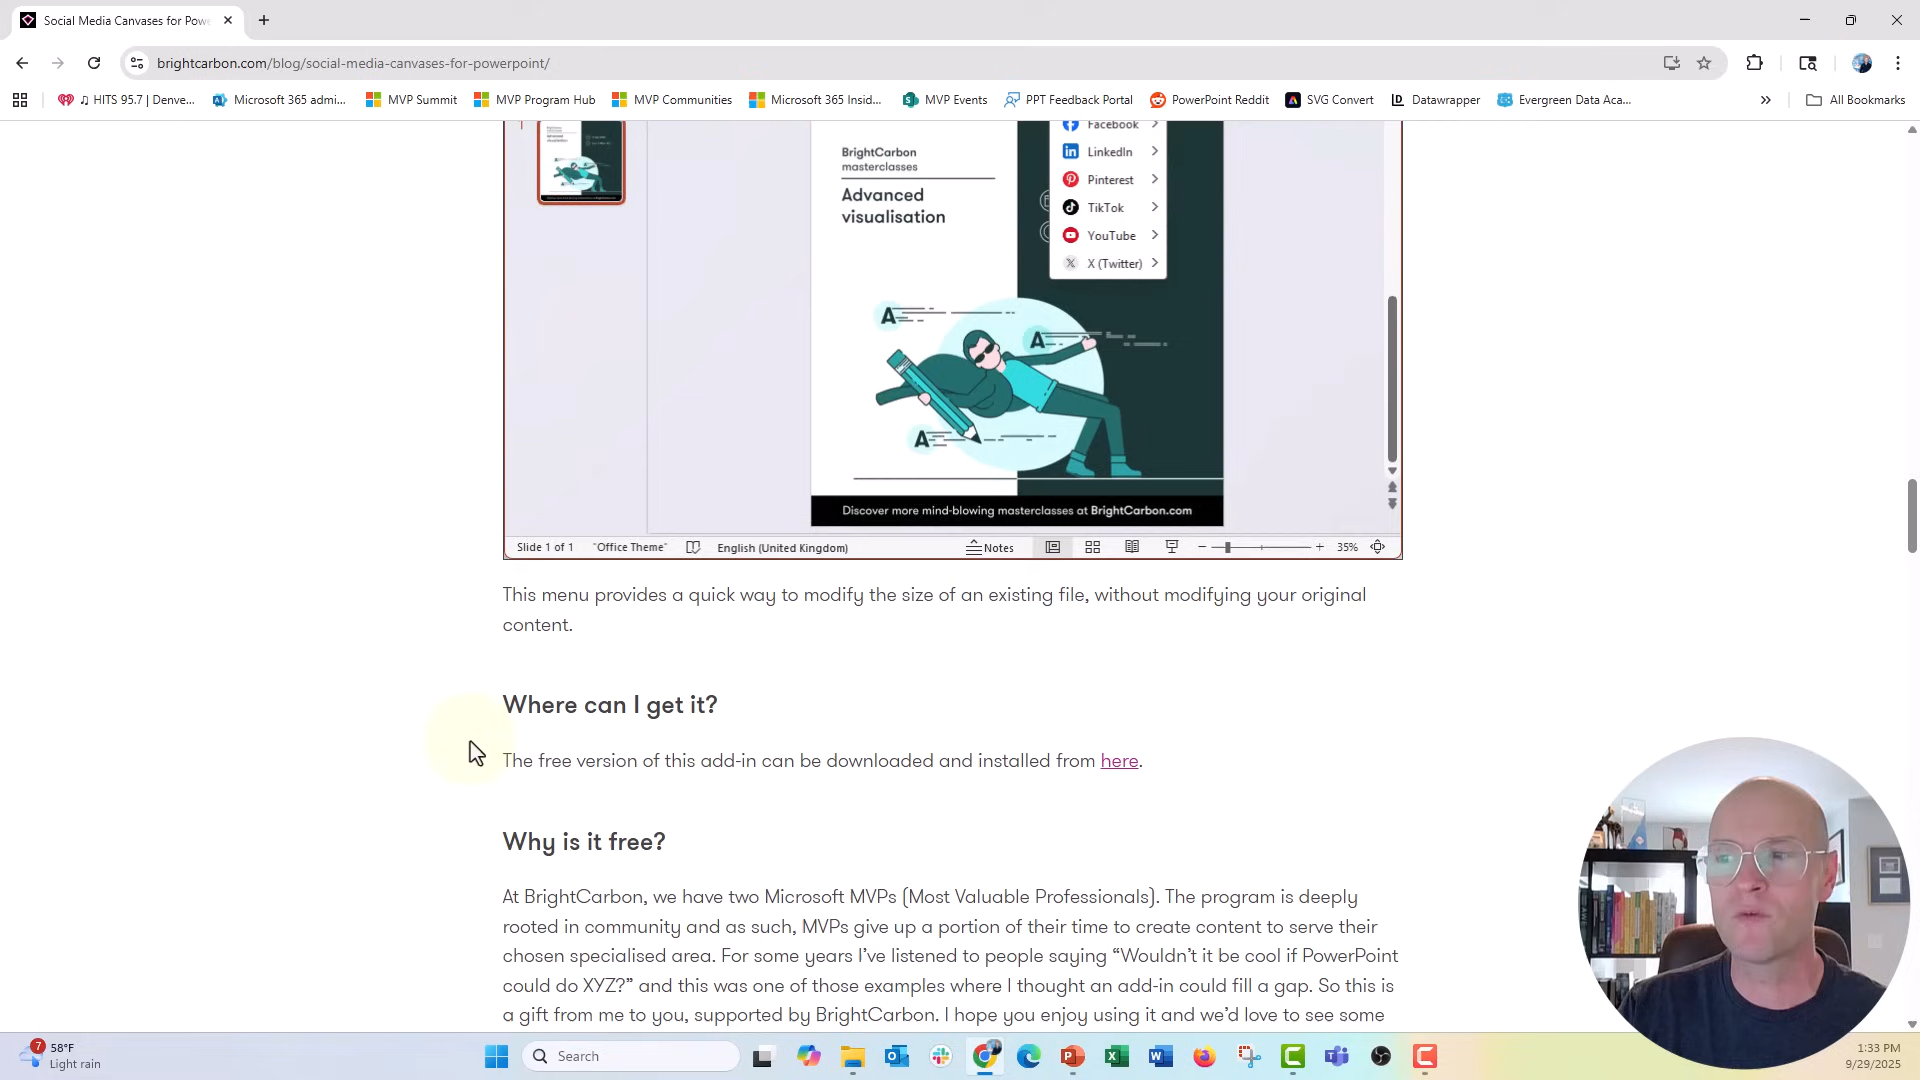 Social Media Canvases for Pow
brightcarbon.com/blog/social-media-canvases-for-powerpoint/
HITS 95.7 | Denve...
Microsoft 365 admi...
MVP Summit
MVP Program Hub
MVP Communities
Microsoft 365 Insid...
MVP Events
PPT Feedback Portal
PowerPoint Reddit
SVG Convert
Datawrapper
Evergreen Data Aca...
All Bookmarks
1
BrightCarbon
masterclasses
Advanced
visualisation
Facebook
LinkedIn
Pinterest
TikTok
YouTube
X (Twitter)
A
A
A
Discover more mind-blowing masterclasses at BrightCarbon.com
Slide 1 of 1 "Office Theme" English (United Kingdom) Notes 35%
This menu provides a quick way to modify the size of an existing file, without modifying your original
content.
Where can I get it?
The free version of this add-in can be downloaded and installed from here.
Why is it free?
At BrightCarbon, we have two Microsoft MVPs (Most Valuable Professionals). The program is deeply
rooted in community and as such, MVPs give up a portion of their time to create content to serve their
chosen specialised area. For some years I've listened to people saying “Wouldn't it be cool if PowerPoint
could do XYZ?” and this was one of those examples where I thought an add-in could fill a gap. So this is
a gift from me to you, supported by BrightCarbon. I hope you enjoy using it and we'd love to see some
7
58°F
Light rain
Search
1:33 PM
9/29/2025